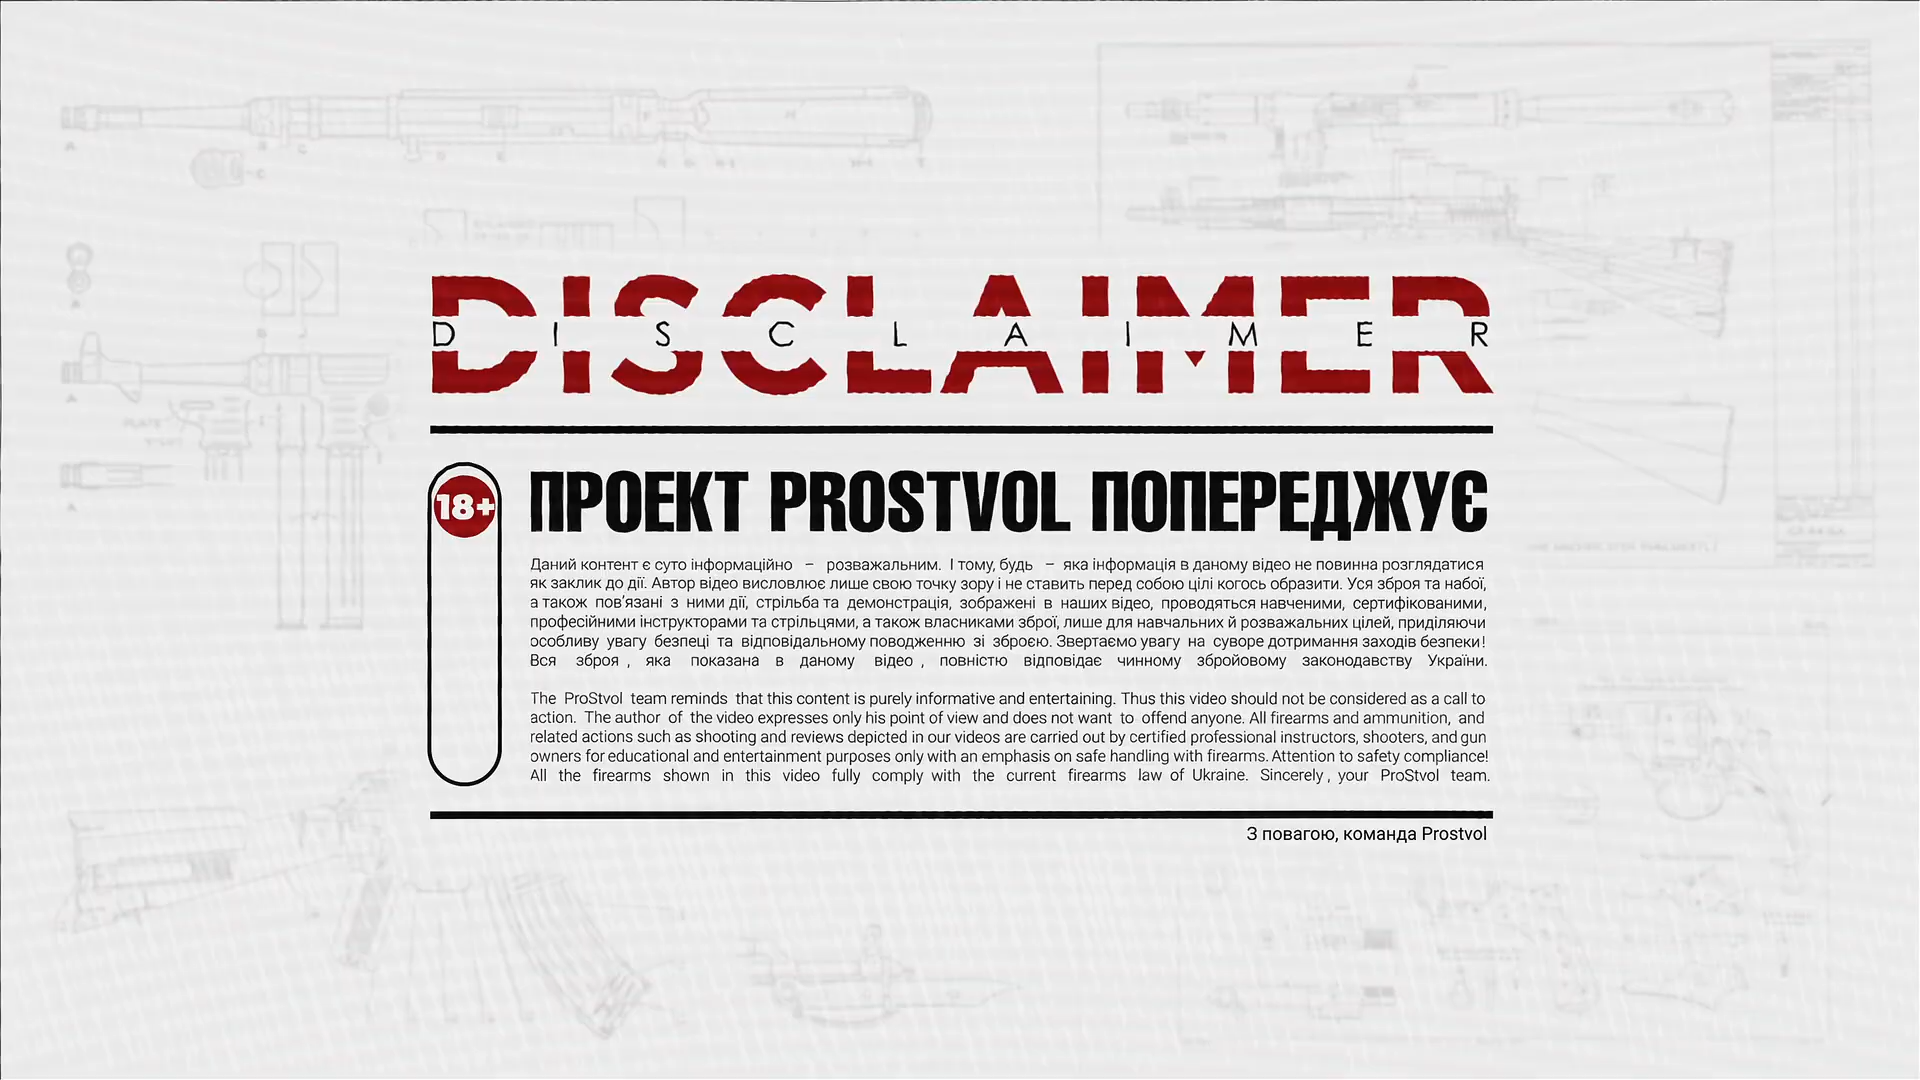 DISCLAIMER
D I S C L A I M E R
ПРОЕКТ PROSTVOL ПОПЕРЕДЖУЄ
18+
Даний контент є суто інформаційно – розважальним. І тому, будь – яка інформація в даному відео не повинна розглядатися
як заклик до дії. Автор відео висловлює лише свою точку зору і не ставить перед собою цілі когось образити. Уся зброя та набої,
а також пов’язані з ними дії, стрільба та демонстрація, зображені в наших відео, проводяться навченими, сертифікованими,
професійними інструкторами та стрільцями, а також власниками зброї, лише для навчальних й розважальних цілей, приділяючи
особливу увагу безпеці та відповідальному поводженню зі зброєю. Звертаємо увагу на суворе дотримання заходів безпеки!
Вся зброя , яка показана в даному відео , повністю відповідає чинному збройовому законодавству України.
The ProStvol team reminds that this content is purely informative and entertaining. Thus this video should not be considered as a call to
action. The author of the video expresses only his point of view and does not want to offend anyone. All firearms and ammunition, and
related actions such as shooting and reviews depicted in our videos are carried out by certified professional instructors, shooters, and gun
owners for educational and entertainment purposes only with an emphasis on safe handling with firearms. Attention to safety compliance!
All the firearms shown in this video fully comply with the current firearms law of Ukraine. Sincerely , your ProStvol team.
З повагою, команда Prostvol